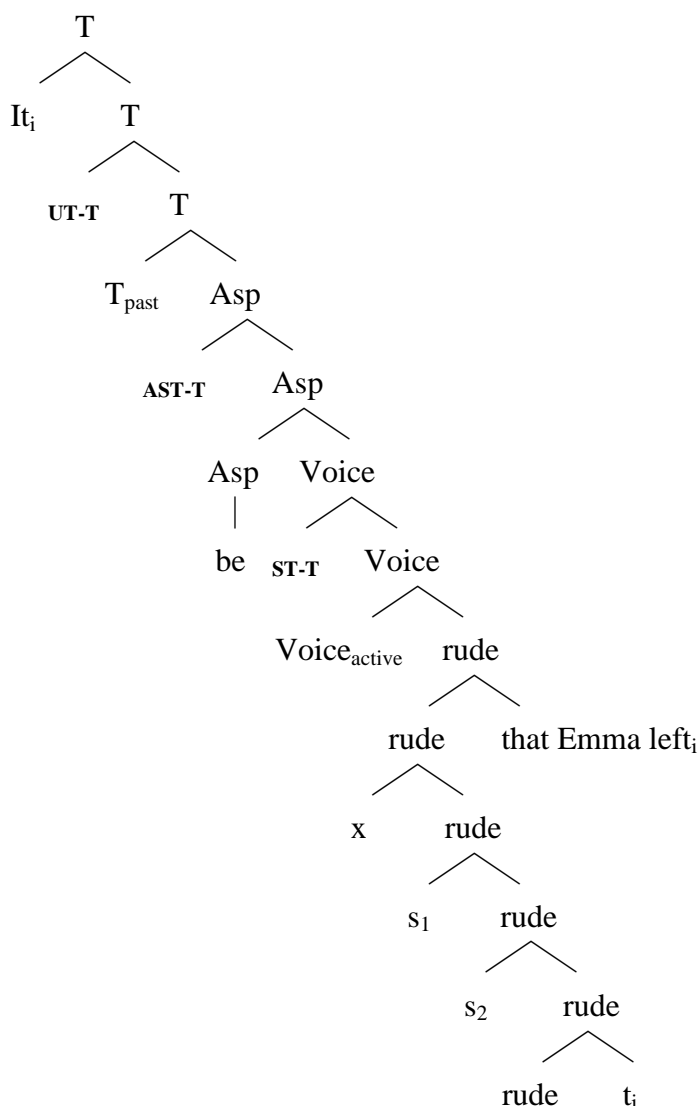 T
It_i T
UT-T T
T_past Asp
AST-T Asp
Asp Voice
be ST-T Voice
Voice_active rude
rude that Emma left_i
x rude
s_1 rude
s_2 rude
rude t_i